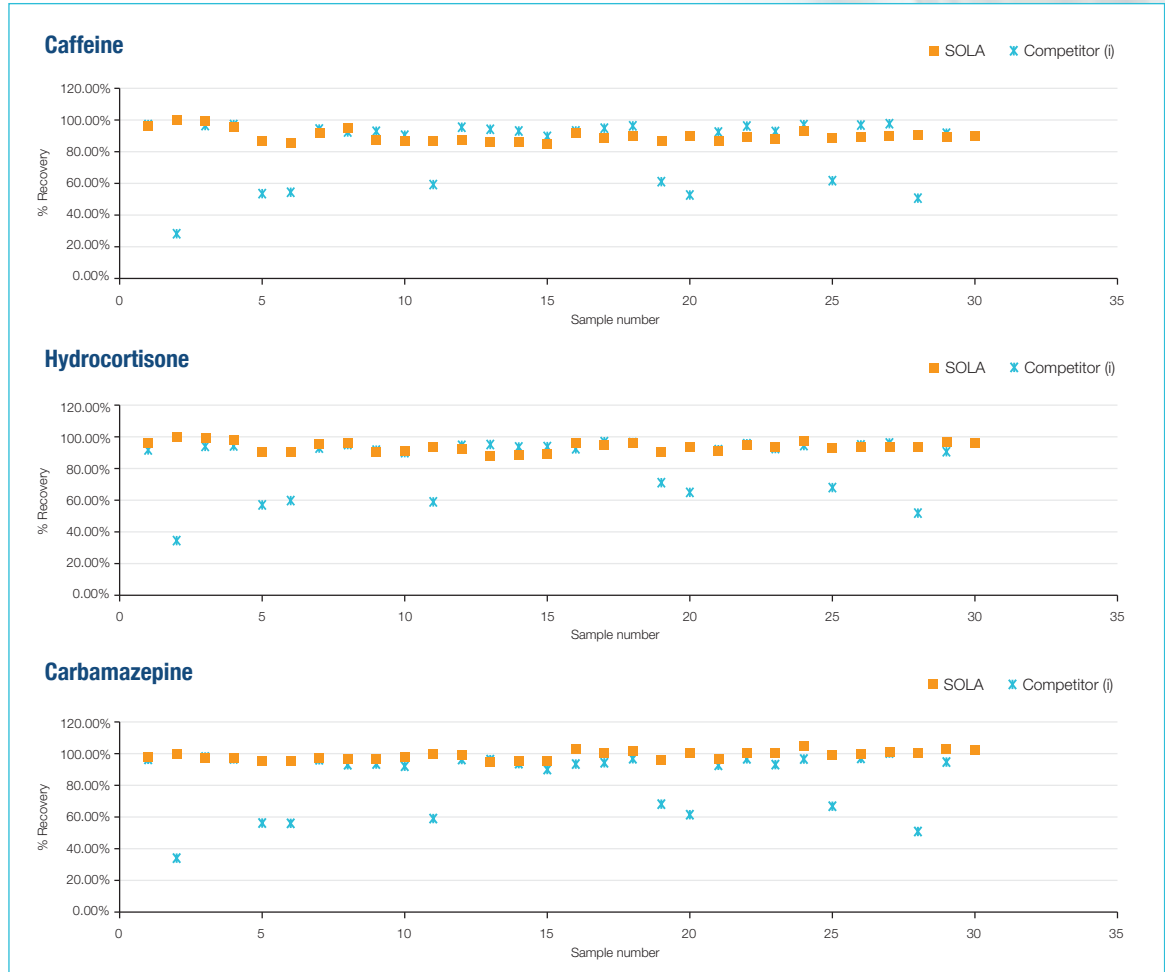 Caffeine
SOLA Competitor (i)
120.00%
100.00%
80.00%
60.00%
40.00%
20.00%
0.00%
% Recovery
0 5 10 15 20 25 30 35
Sample number
Hydrocortisone
SOLA Competitor (i)
120.00%
100.00%
80.00%
60.00%
40.00%
20.00%
0.00%
% Recovery
0 5 10 15 20 25 30 35
Sample number
Carbamazepine
SOLA Competitor (i)
120.00%
100.00%
80.00%
60.00%
40.00%
20.00%
0.00%
% Recovery
0 5 10 15 20 25 30 35
Sample number